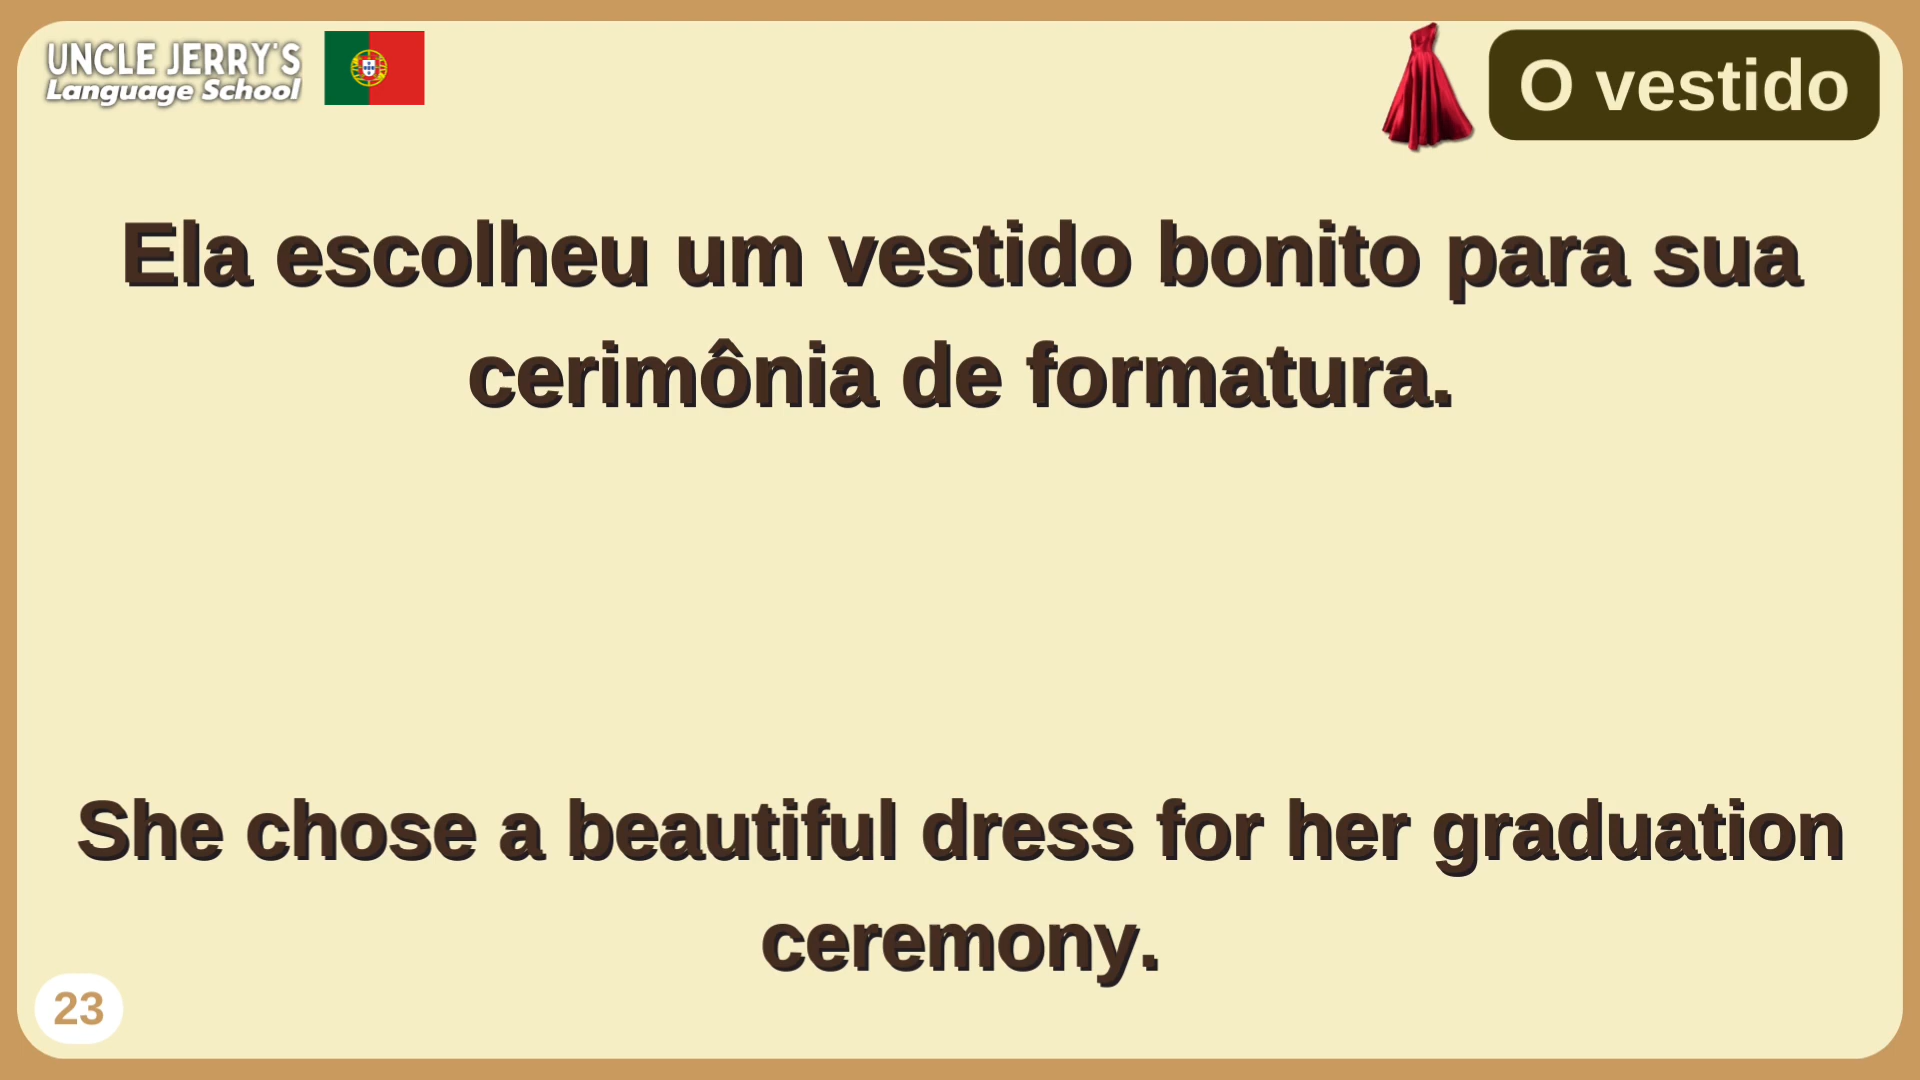 UNCLE JERRY'S
Language School
O vestido
Ela escolheu um vestido bonito para sua
cerimônia de formatura.
She chose a beautiful dress for her graduation
ceremony.
23